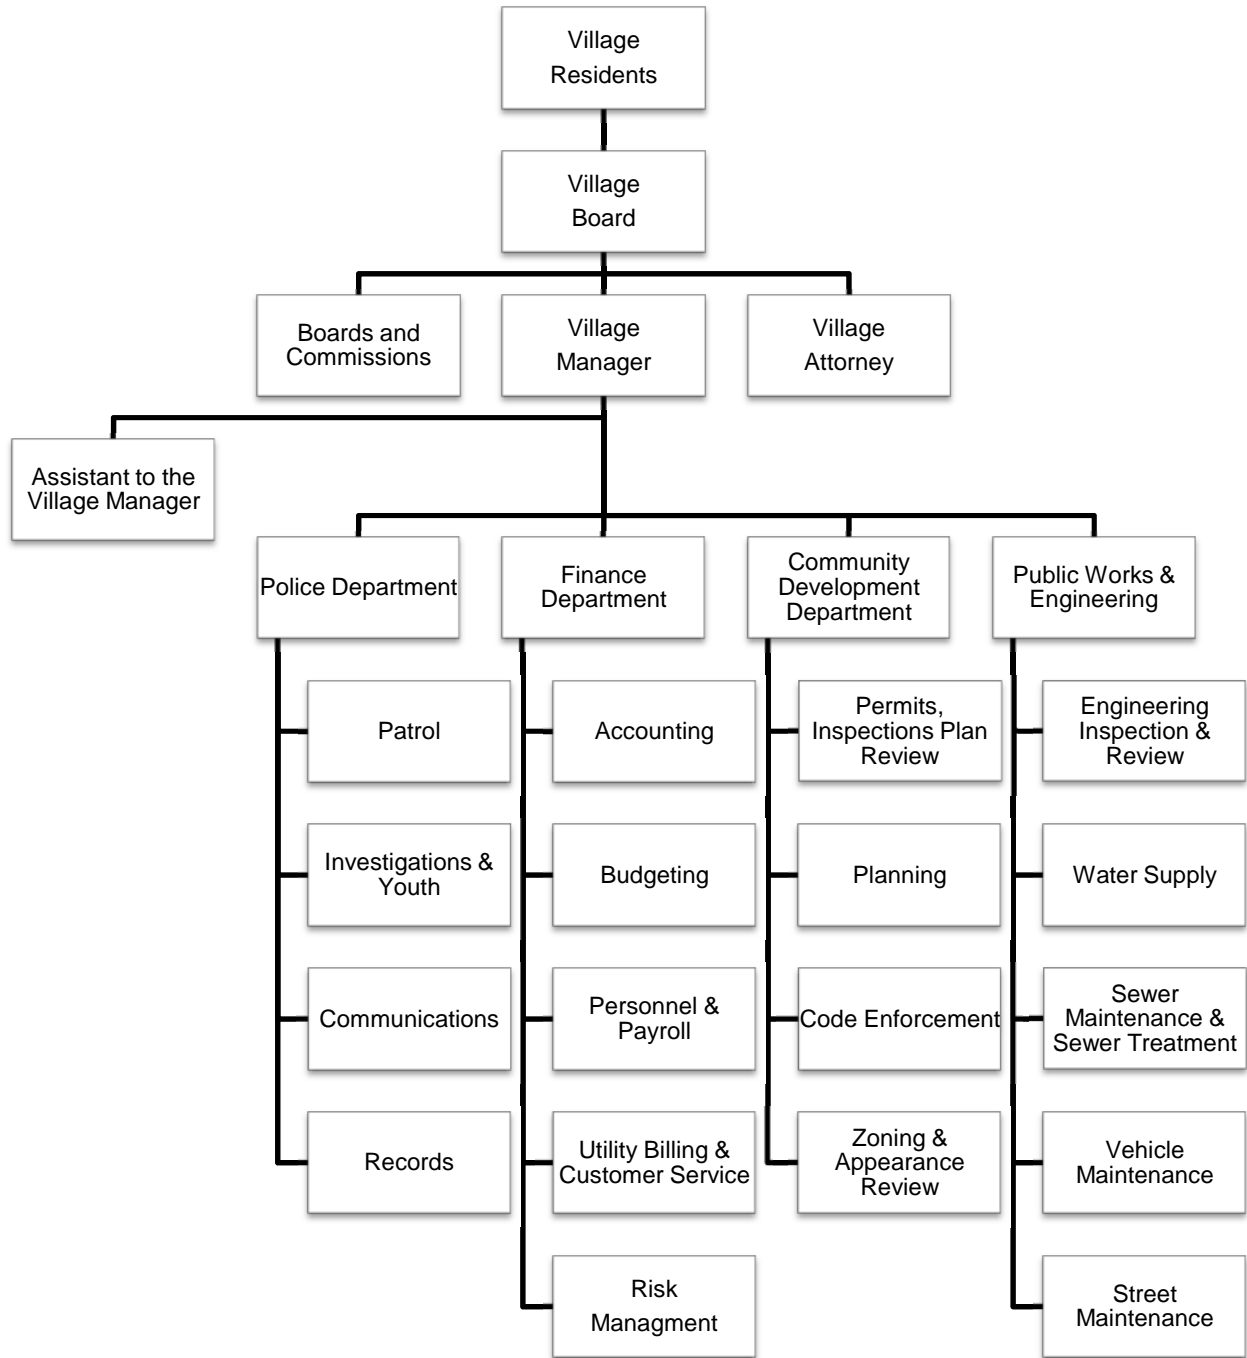 Village
Residents
Village
Board
Boards and
Commissions
Village
Manager
Village
Attorney
Assistant to the
Village Manager
Police Department
Finance
Department
Community
Development
Department
Public Works &
Engineering
Patrol
Investigations &
Youth
Communications
Records
Accounting
Budgeting
Personnel &
Payroll
Utility Billing &
Customer Service
Risk
Managment
Permits,
Inspections Plan
Review
Planning
Code Enforcement
Zoning &
Appearance
Review
Engineering
Inspection &
Review
Water Supply
Sewer
Maintenance &
Sewer Treatment
Vehicle
Maintenance
Street
Maintenance